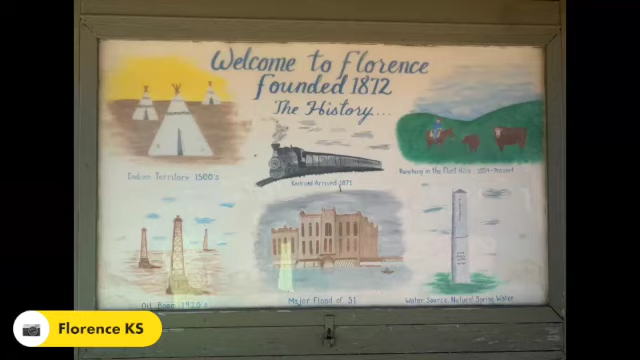 Welcome to Florence
founded 1872
The History....
Indian Territory 1500's
Railroad Arrived 1871
Ranching in the Flint Hills
Oil Boom 1920's
Major Flood of 51
Water Source, Natural Spring Water
Florence KS